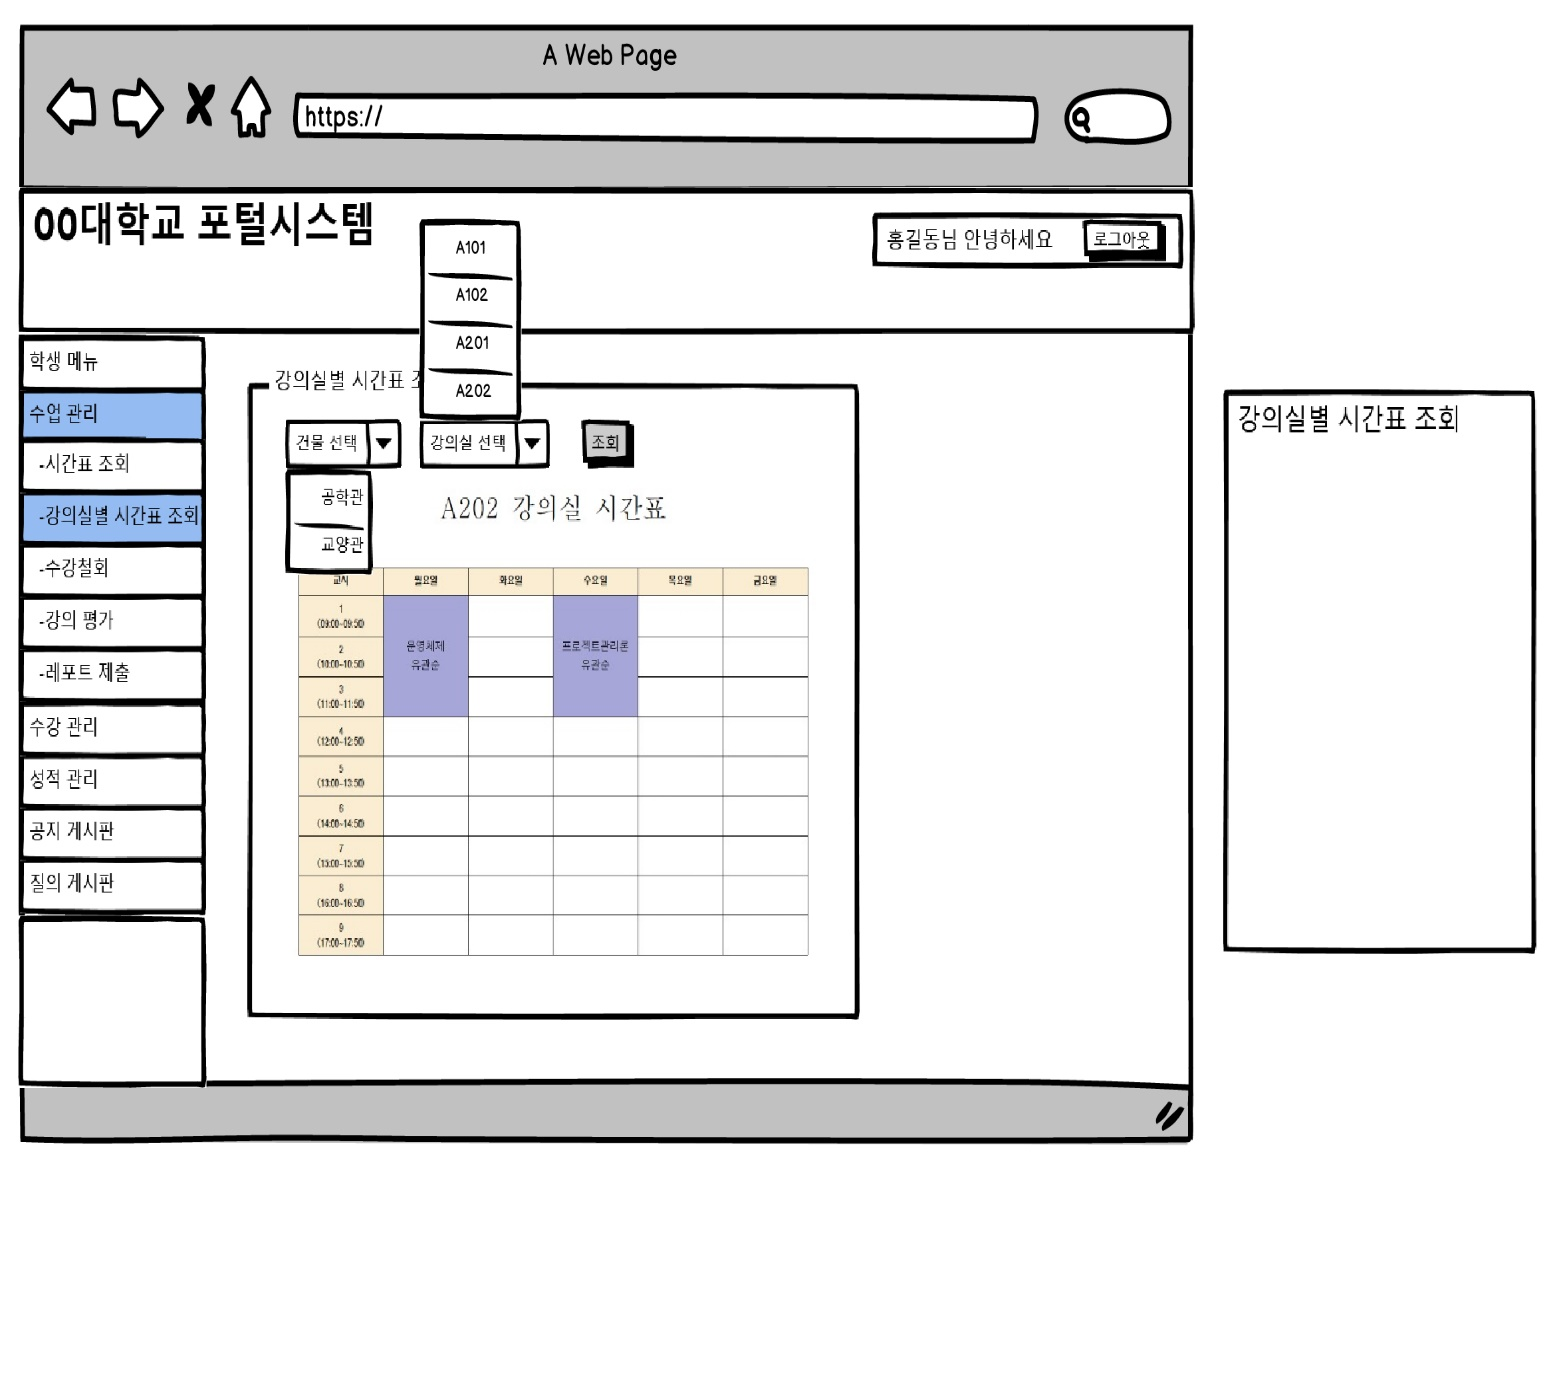 A Web Page
https://
00대학교 포털시스템
홍길동님 안녕하세요
로그아웃
A101
A102
A201
A202
학생 메뉴
수업 관리
-시간표 조회
-강의실별 시간표 조회
-수강철회
-강의 평가
-레포트 제출
수강 관리
성적 관리
공지 게시판
질의 게시판
강의실별 시간표
건물 선택
강의실 선택
조회
공학관
교양관
A202 강의실 시간표
교시 월요일 화요일 수요일 목요일 금요일
1
(09:00-09:50)
2
(10:00-10:50)
3
(11:00-11:50)
운영체제
유관순
프로젝트관리론
유관순
4
(12:00-12:50)
5
(13:00-13:50)
6
(14:00-14:50)
7
(15:00-15:50)
8
(16:00-16:50)
9
(17:00-17:50)
강의실별 시간표 조회